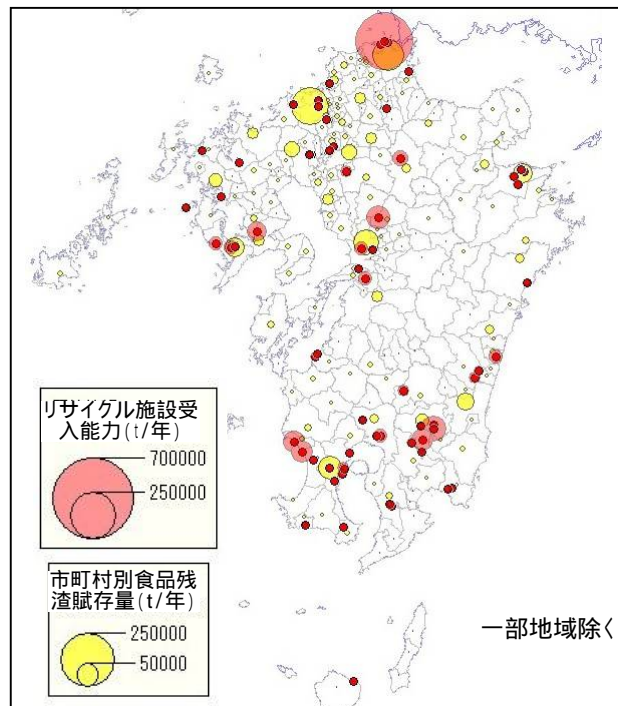 リサイクル施設受
入能力(t/年)
700000
250000
市町村別食品残
渣賦存量(t/年)
250000
50000
一部地域除く